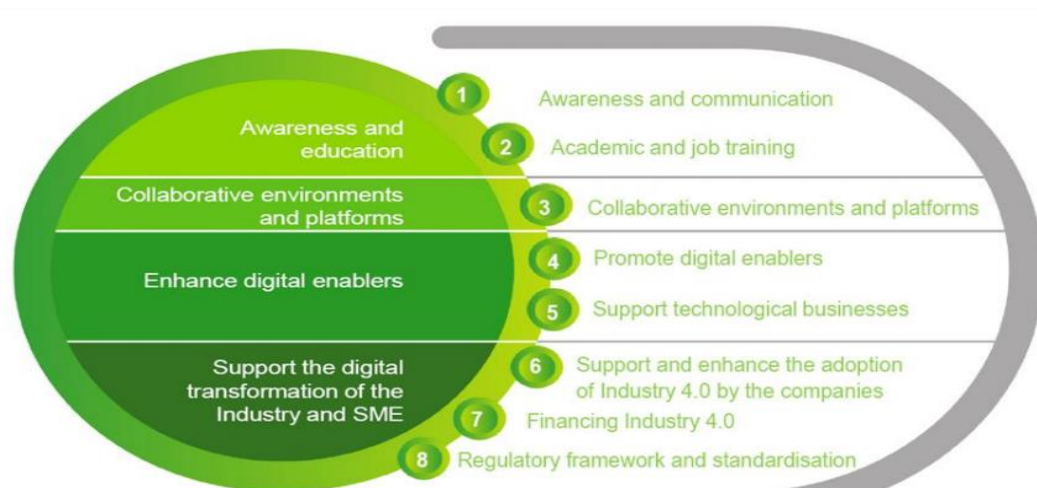 Awareness and
education
1
Awareness and communication
2
Academic and job training
Collaborative environments
and platforms
3
Collaborative environments and platforms
Enhance digital enablers
4
Promote digital enablers
5
Support technological businesses
Support the digital
transformation of the
Industry and SME
6
Support and enhance the adoption
of Industry 4.0 by the companies
7
Financing Industry 4.0
8
Regulatory framework and standardisation